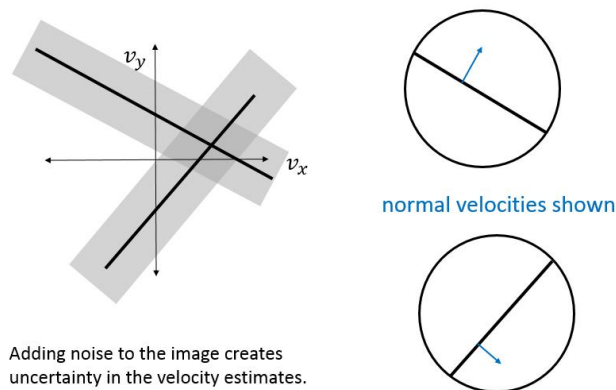 v_y
v_x
normal velocities shown
Adding noise to the image creates
uncertainty in the velocity estimates.